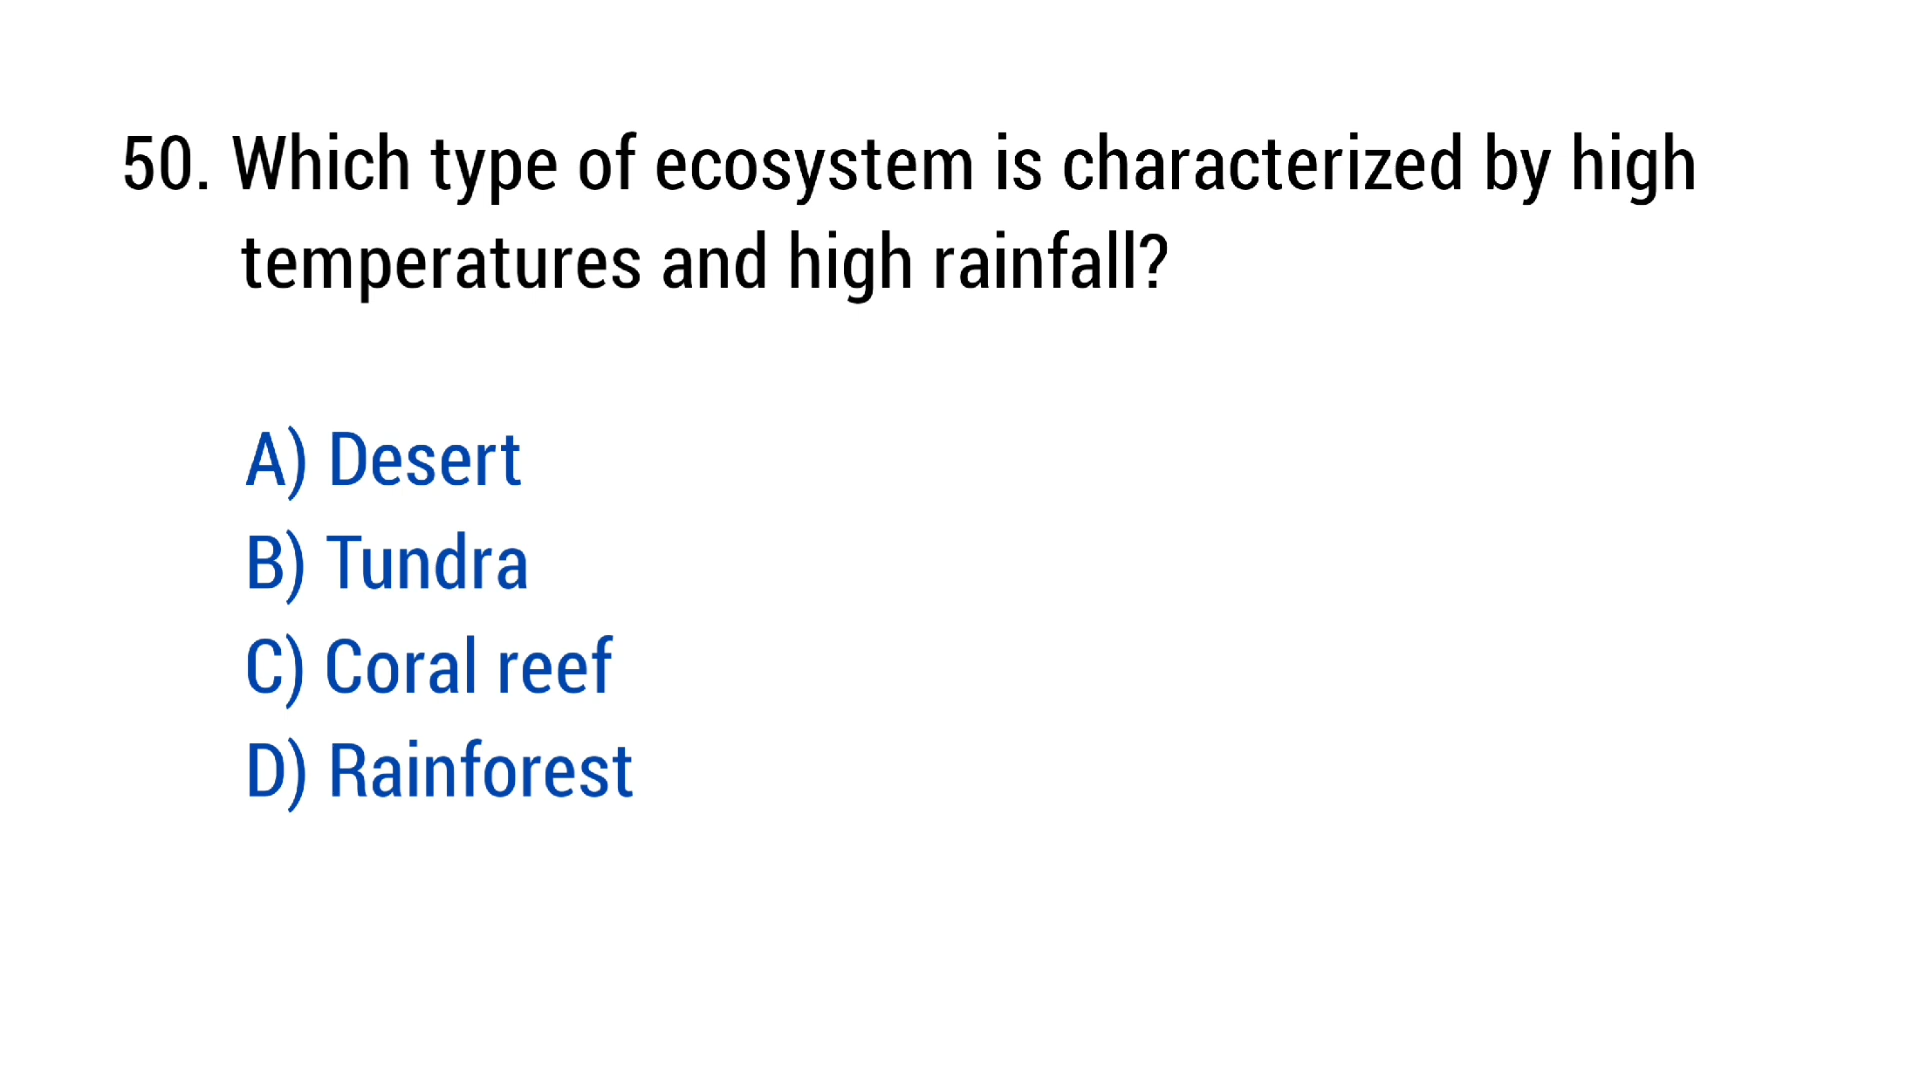 50. Which type of ecosystem is characterized by high
temperatures and high rainfall?
A) Desert
B) Tundra
C) Coral reef
D) Rainforest